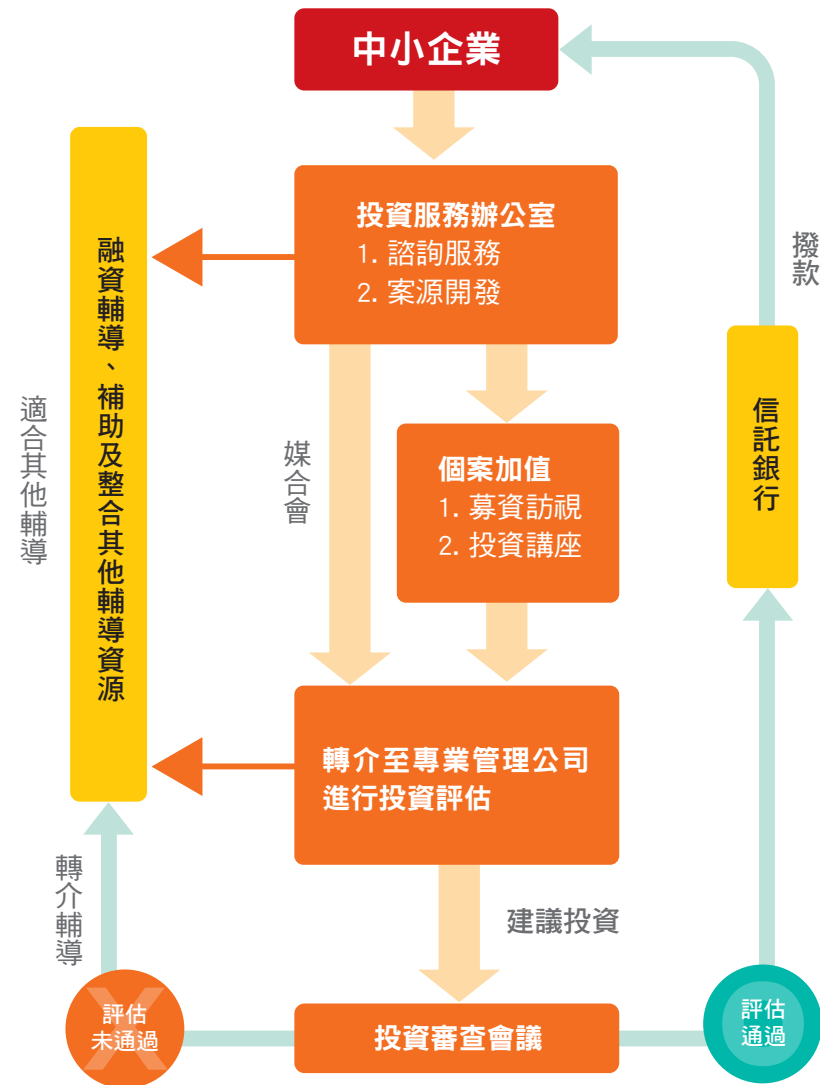 中小企業
投資服務辦公室
1. 諮詢服務
2. 案源開發
撥款
融資輔導、補助及整合其他輔導資源
適合其他輔導
媒合會
個案加值
1. 募資訪視
2. 投資講座
信託銀行
轉介至專業管理公司
進行投資評估
轉介輔導
建議投資
評估
未通過
投資審查會議
評估
通過